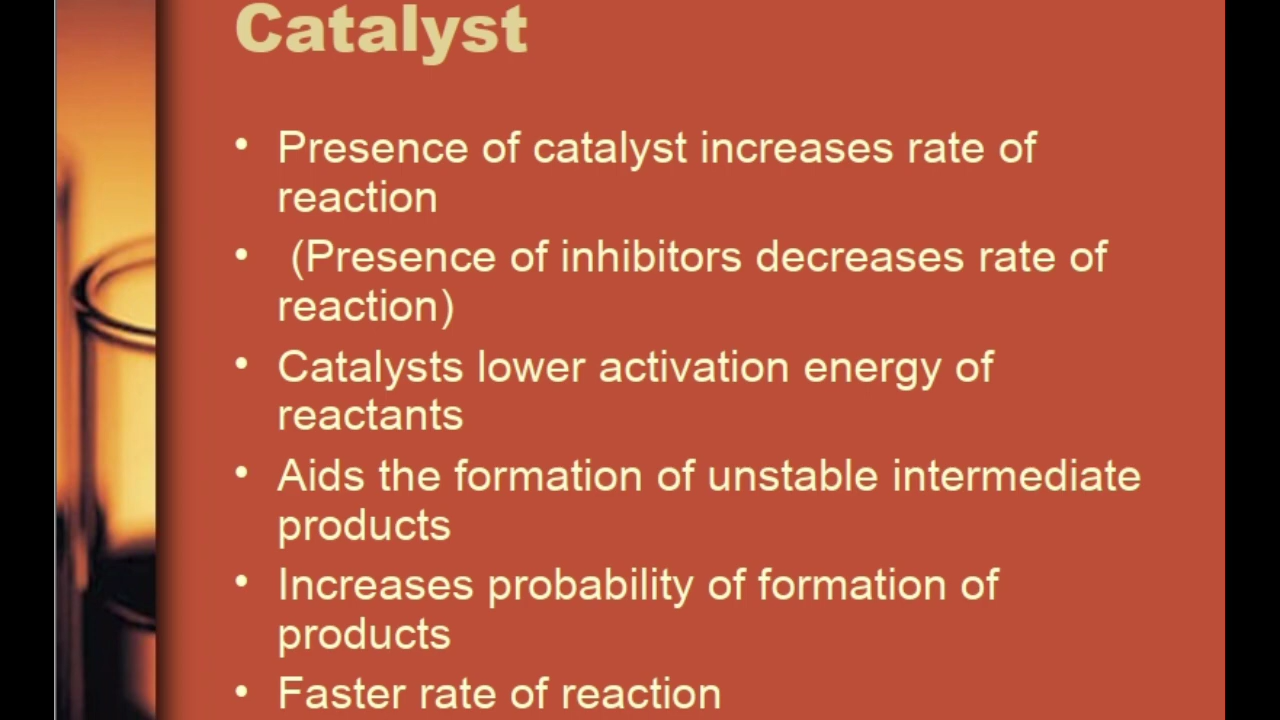 Catalyst
• Presence of catalyst increases rate of
reaction
• (Presence of inhibitors decreases rate of
reaction)
• Catalysts lower activation energy of
reactants
• Aids the formation of unstable intermediate
products
• Increases probability of formation of
products
• Faster rate of reaction